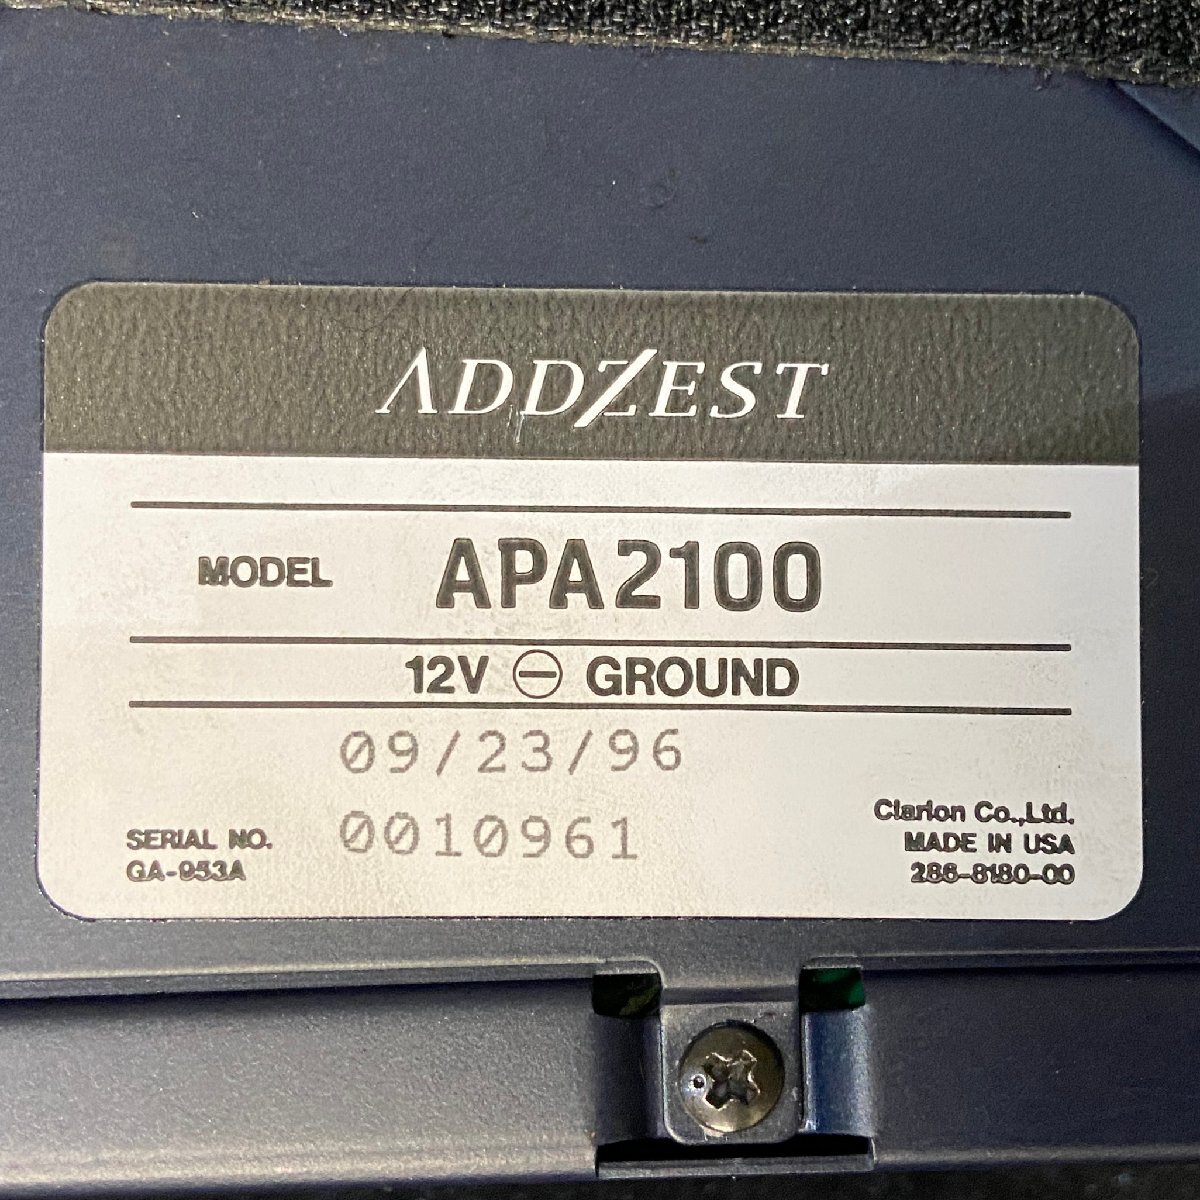 ADDZEST
MODEL APA2100
12V ⊖ GROUND
09/23/96
SERIAL NO. 0010961
GA-953A
Clarion Co.,Ltd.
MADE IN USA
286-8180-00